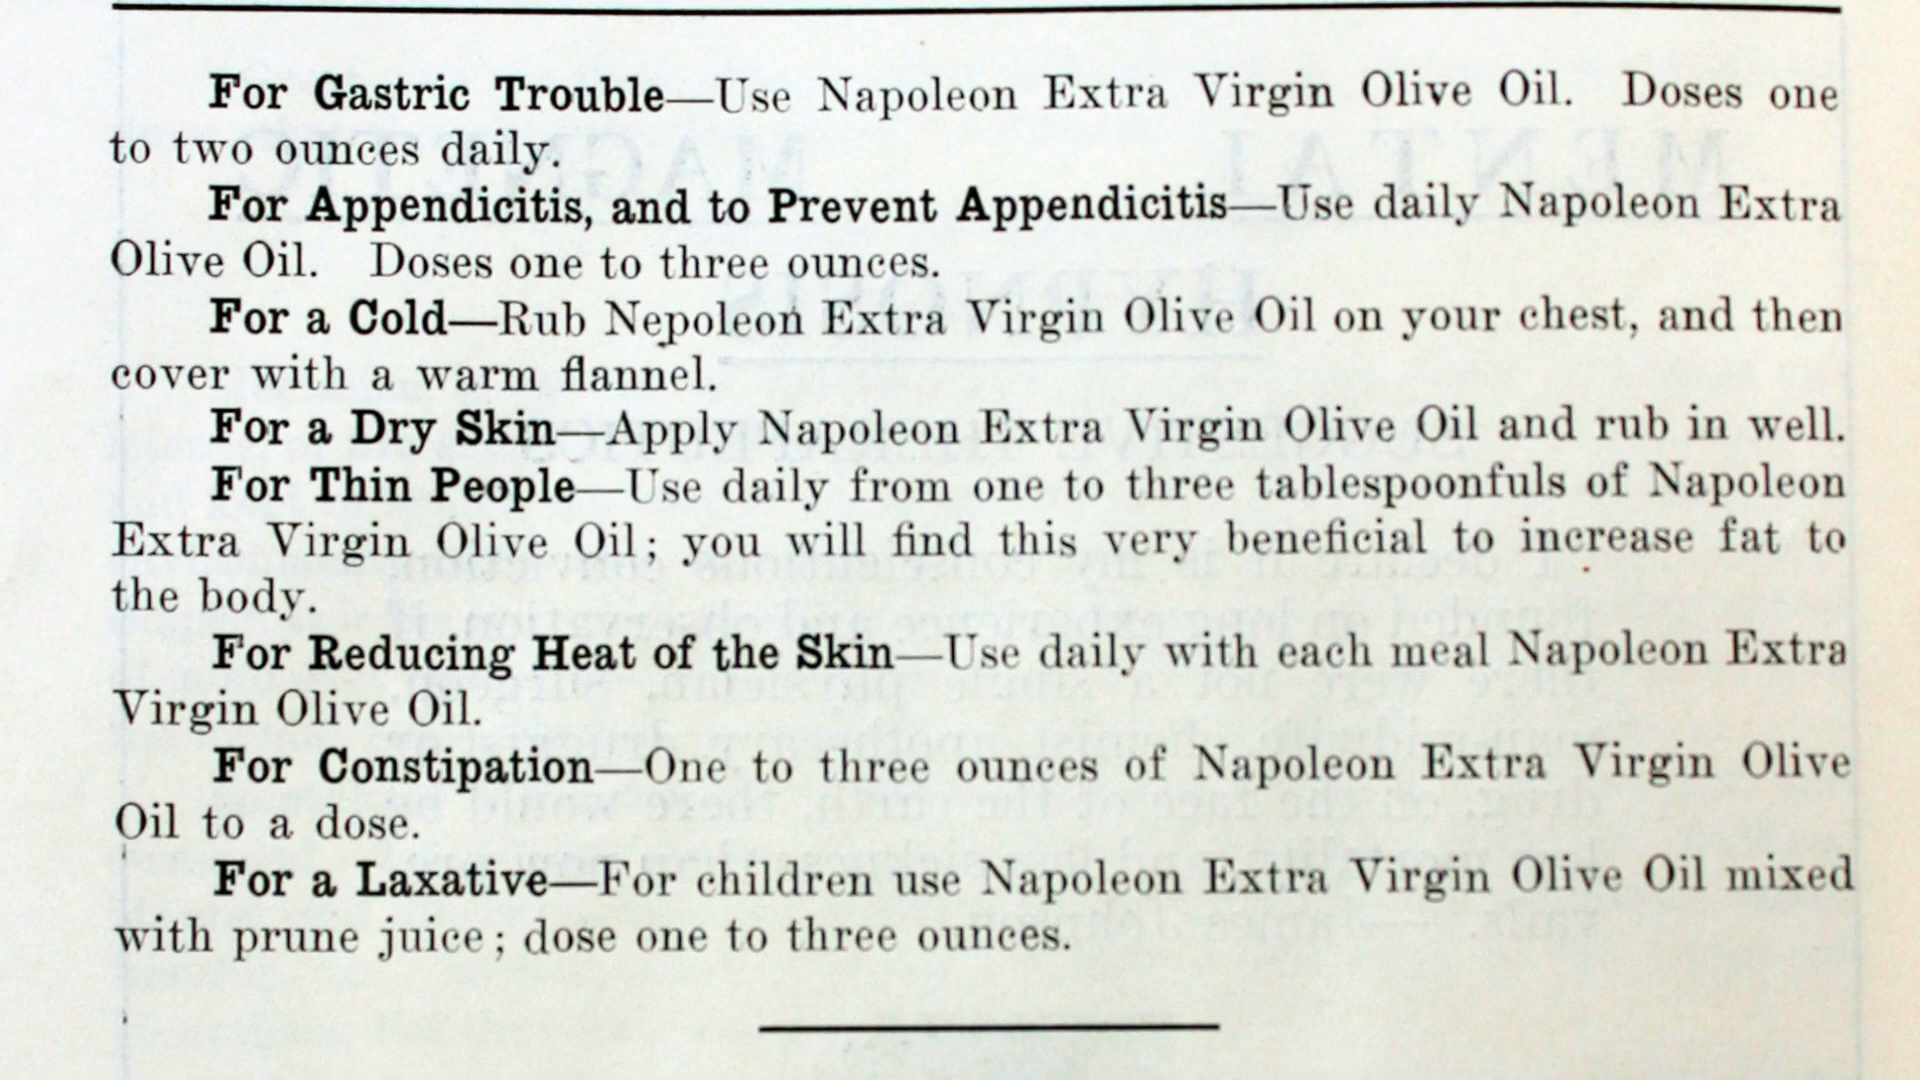 For Gastric Trouble—Use Napoleon Extra Virgin Olive Oil. Doses one
to two ounces daily.
For Appendicitis, and to Prevent Appendicitis—Use daily Napoleon Extra
Olive Oil. Doses one to three ounces.
For a Cold—Rub Nepoleon Extra Virgin Olive Oil on your chest, and then
cover with a warm flannel.
For a Dry Skin—Apply Napoleon Extra Virgin Olive Oil and rub in well.
For Thin People—Use daily from one to three tablespoonfuls of Napoleon
Extra Virgin Olive Oil; you will find this very beneficial to increase fat to
the body.
For Reducing Heat of the Skin—Use daily with each meal Napoleon Extra
Virgin Olive Oil.
For Constipation—One to three ounces of Napoleon Extra Virgin Olive
Oil to a dose.
For a Laxative—For children use Napoleon Extra Virgin Olive Oil mixed
with prune juice; dose one to three ounces.